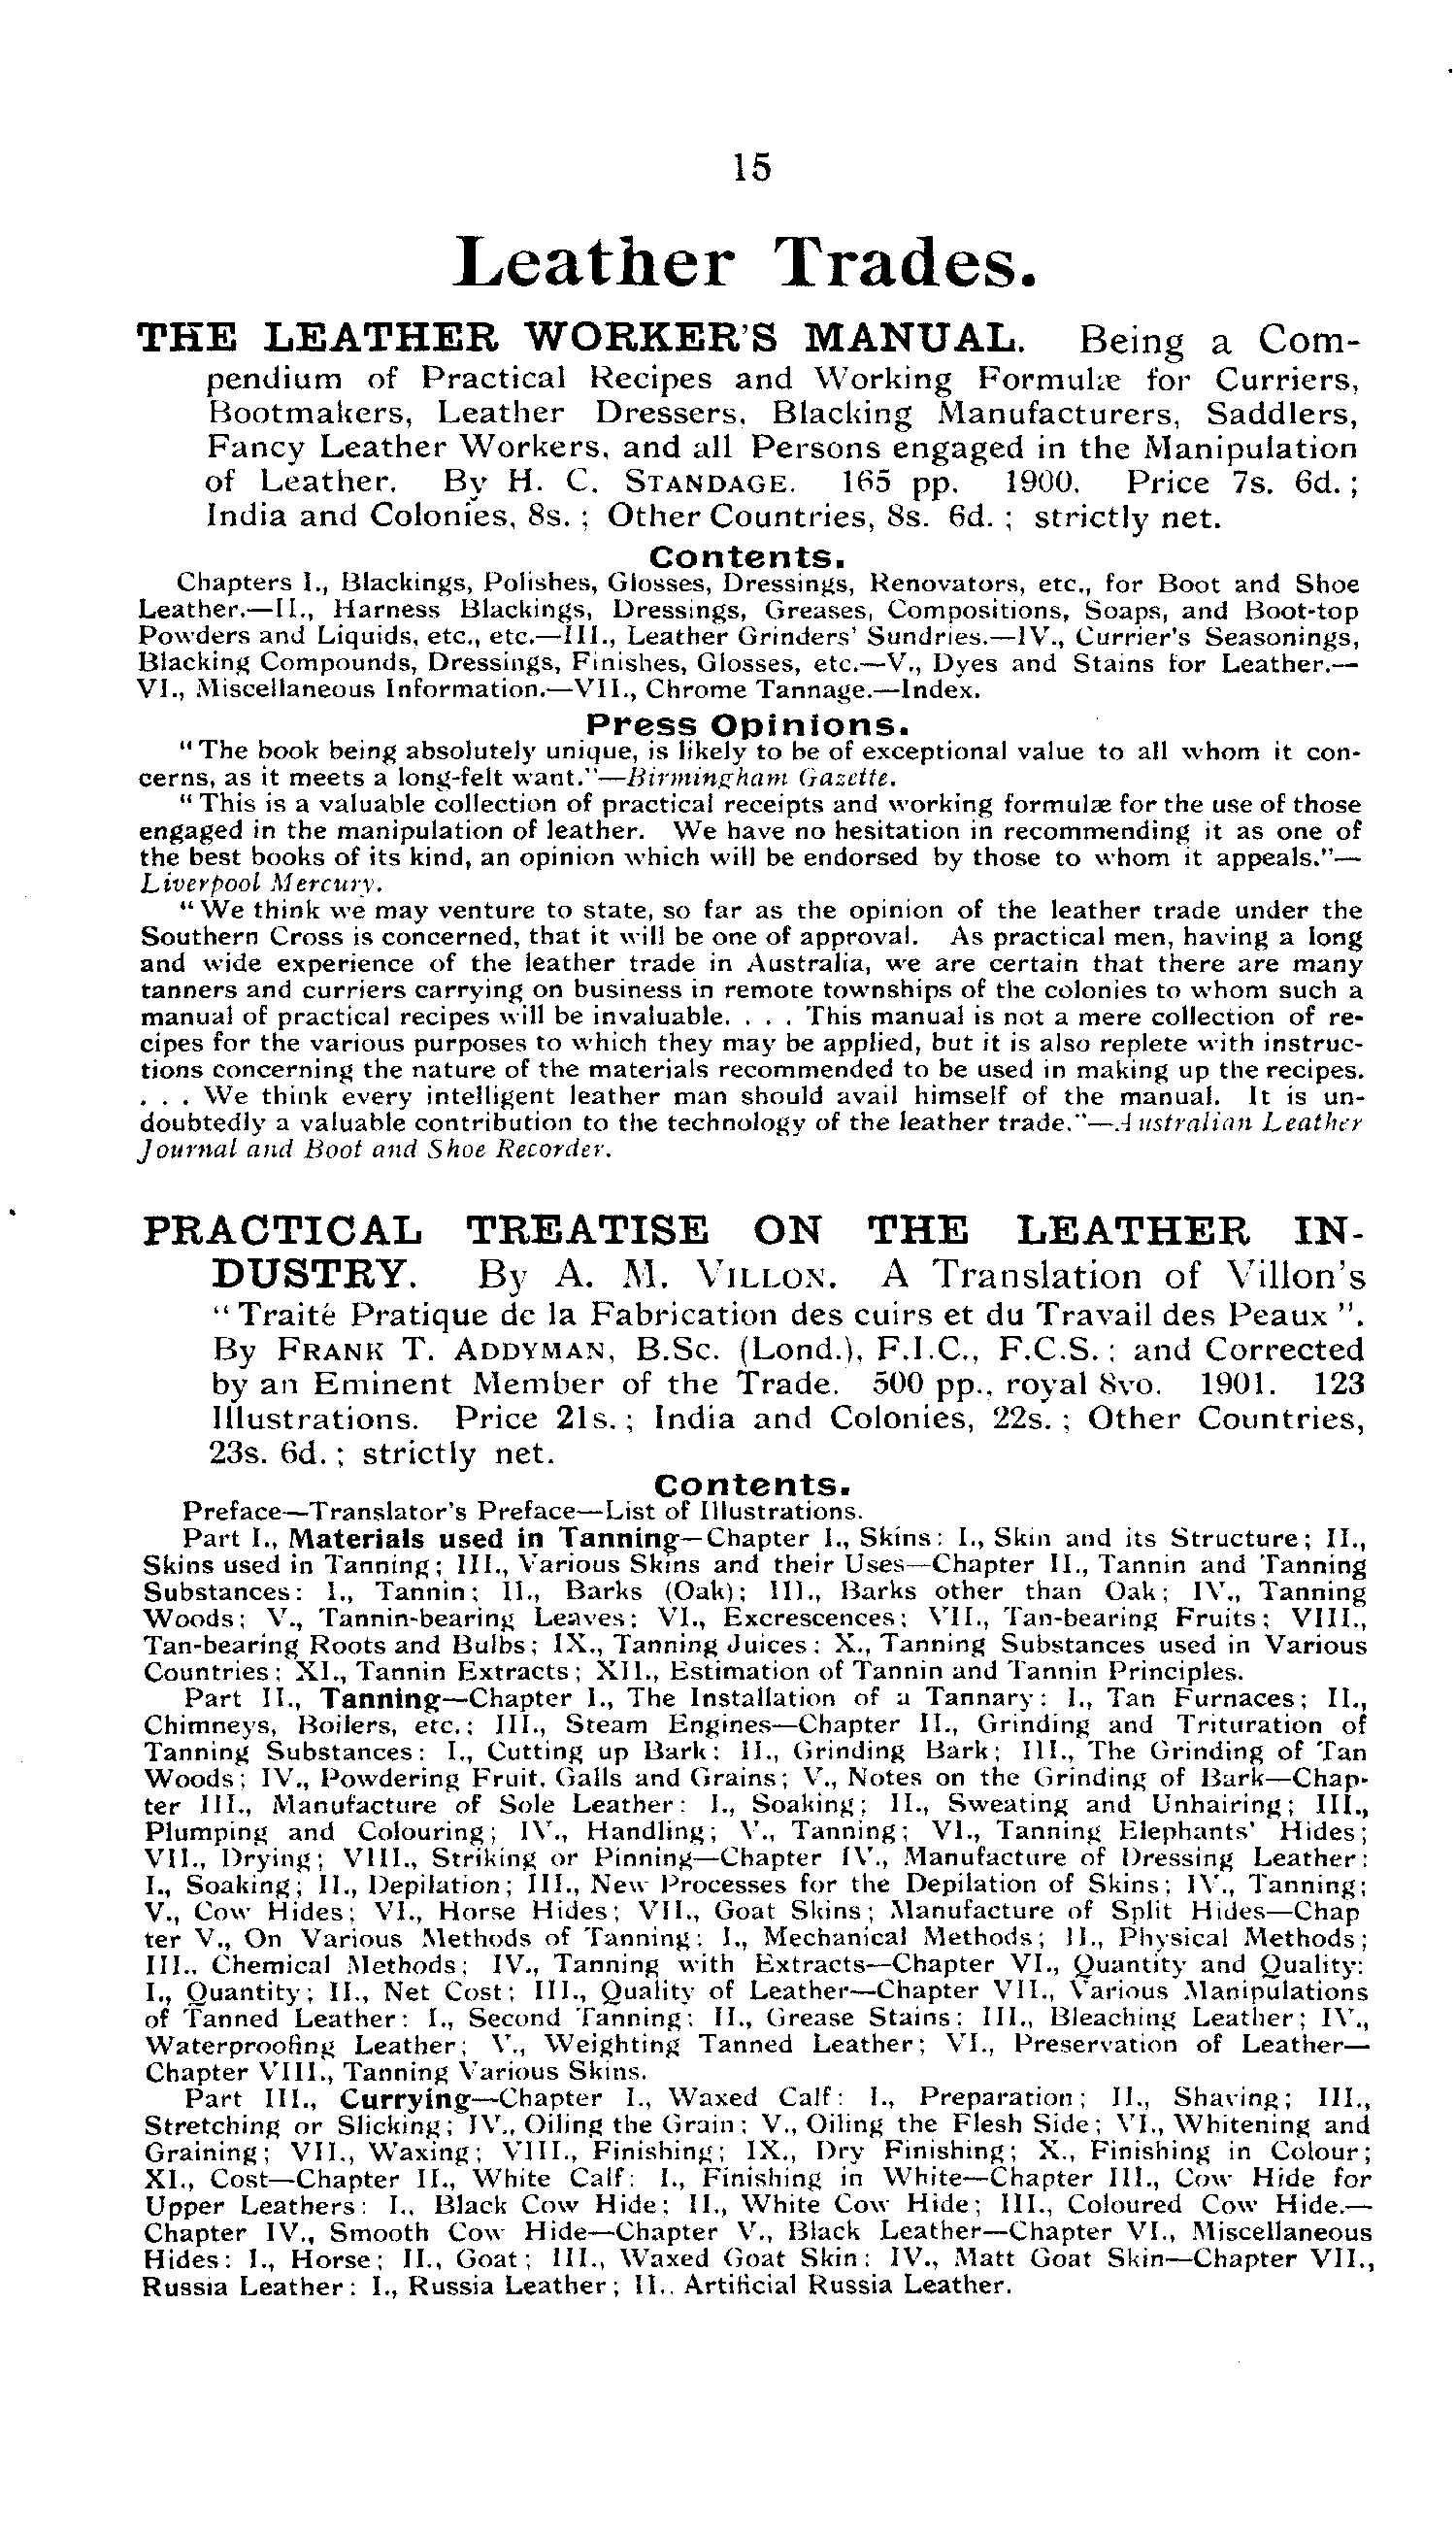 15
Leather Trades.
THE LEATHER WORKER'S MANUAL. Being a Com-
pendium of Practical Recipes and Working Formulæ for Curriers,
Bootmakers, Leather Dressers, Blacking Manufacturers, Saddlers,
Fancy Leather Workers, and all Persons engaged in the Manipulation
of Leather. By H. C. STANDAGE. 165 pp. 1900. Price 7s. 6d.;
India and Colonies, 8s. ; Other Countries, 8s. 6d. ; strictly net.
Contents.
Chapters I., Blackings, Polishes, Glosses, Dressings, Renovators, etc., for Boot and Shoe
Leather.—II., Harness Blackings, Dressings, Greases, Compositions, Soaps, and Boot-top
Powders and Liquids, etc., etc.—III., Leather Grinders' Sundries.—IV., Currier's Seasonings,
Blacking Compounds, Dressings, Finishes, Glosses, etc.—V., Dyes and Stains for Leather.—
VI., Miscellaneous Information.—VII., Chrome Tannage.—Index.
Press Opinions.
"The book being absolutely unique, is likely to be of exceptional value to all whom it con-
cerns, as it meets a long-felt want."—Birmingham Gazette.
"This is a valuable collection of practical receipts and working formulæ for the use of those
engaged in the manipulation of leather. We have no hesitation in recommending it as one of
the best books of its kind, an opinion which will be endorsed by those to whom it appeals."—
Liverpool Mercury.
"We think we may venture to state, so far as the opinion of the leather trade under the
Southern Cross is concerned, that it will be one of approval. As practical men, having a long
and wide experience of the leather trade in Australia, we are certain that there are many
tanners and curriers carrying on business in remote townships of the colonies to whom such a
manual of practical recipes will be invaluable. . . . This manual is not a mere collection of re-
cipes for the various purposes to which they may be applied, but it is also replete with instruc-
tions concerning the nature of the materials recommended to be used in making up the recipes.
. . . We think every intelligent leather man should avail himself of the manual. It is un-
doubtedly a valuable contribution to the technology of the leather trade."—Australian Leather
Journal and Boot and Shoe Recorder.
PRACTICAL TREATISE ON THE LEATHER IN-
DUSTRY. By A. M. VILLON. A Translation of Villon's
"Traité Pratique de la Fabrication des cuirs et du Travail des Peaux".
By FRANK T. ADDYMAN, B.Sc. (Lond.), F.I.C., F.C.S. ; and Corrected
by an Eminent Member of the Trade. 500 pp., royal 8vo. 1901. 123
Illustrations. Price 21s. ; India and Colonies, 22s. ; Other Countries,
23s. 6d. ; strictly net.
Contents.
Preface—Translator's Preface—List of Illustrations.
Part I., Materials used in Tanning—Chapter I., Skins: I., Skin and its Structure; II.,
Skins used in Tanning; III., Various Skins and their Uses—Chapter II., Tannin and Tanning
Substances: I., Tannin; II., Barks (Oak); III., Barks other than Oak; IV., Tanning
Woods; V., Tannin-bearing Leaves; VI., Excrescences; VII., Tan-bearing Fruits; VIII.,
Tan-bearing Roots and Bulbs; IX., Tanning Juices; X., Tanning Substances used in Various
Countries; XI., Tannin Extracts; XII., Estimation of Tannin and Tannin Principles.
Part II., Tanning—Chapter I., The Installation of a Tannary: I., Tan Furnaces; II.,
Chimneys, Boilers, etc.; III., Steam Engines—Chapter II., Grinding and Trituration of
Tanning Substances: I., Cutting up Bark; II., Grinding Bark; III., The Grinding of Tan
Woods; IV., Powdering Fruit, Galls and Grains; V., Notes on the Grinding of Bark—Chap-
ter III., Manufacture of Sole Leather: I., Soaking; II., Sweating and Unhairing; III.,
Plumping and Colouring; IV., Handling; V., Tanning; VI., Tanning Elephants' Hides;
VII., Drying; VIII., Striking or Pinning—Chapter IV., Manufacture of Dressing Leather:
I., Soaking; II., Depilation; III., New Processes for the Depilation of Skins; IV., Tanning;
V., Cow Hides; VI., Horse Hides; VII., Goat Skins; Manufacture of Split Hides—Chap
ter V., On Various Methods of Tanning: I., Mechanical Methods; II., Physical Methods;
III., Chemical Methods; IV., Tanning with Extracts—Chapter VI., Quantity and Quality:
I., Quantity; II., Net Cost; III., Quality of Leather—Chapter VII., Various Manipulations
of Tanned Leather: I., Second Tanning; II., Grease Stains; III., Bleaching Leather; IV.,
Waterproofing Leather; V., Weighting Tanned Leather; VI., Preservation of Leather—
Chapter VIII., Tanning Various Skins.
Part III., Currying—Chapter I., Waxed Calf: I., Preparation; II., Shaving; III.,
Stretching or Slicking; IV., Oiling the Grain; V., Oiling the Flesh Side; VI., Whitening and
Graining; VII., Waxing; VIII., Finishing; IX., Dry Finishing; X., Finishing in Colour;
XI., Cost—Chapter II., White Calf: I., Finishing in White—Chapter III., Cow Hide for
Upper Leathers: I., Black Cow Hide; II., White Cow Hide; III., Coloured Cow Hide.—
Chapter IV., Smooth Cow Hide—Chapter V., Black Leather—Chapter VI., Miscellaneous
Hides: I., Horse; II., Goat; III., Waxed Goat Skin; IV., Matt Goat Skin—Chapter VII.,
Russia Leather: I., Russia Leather; II., Artificial Russia Leather.